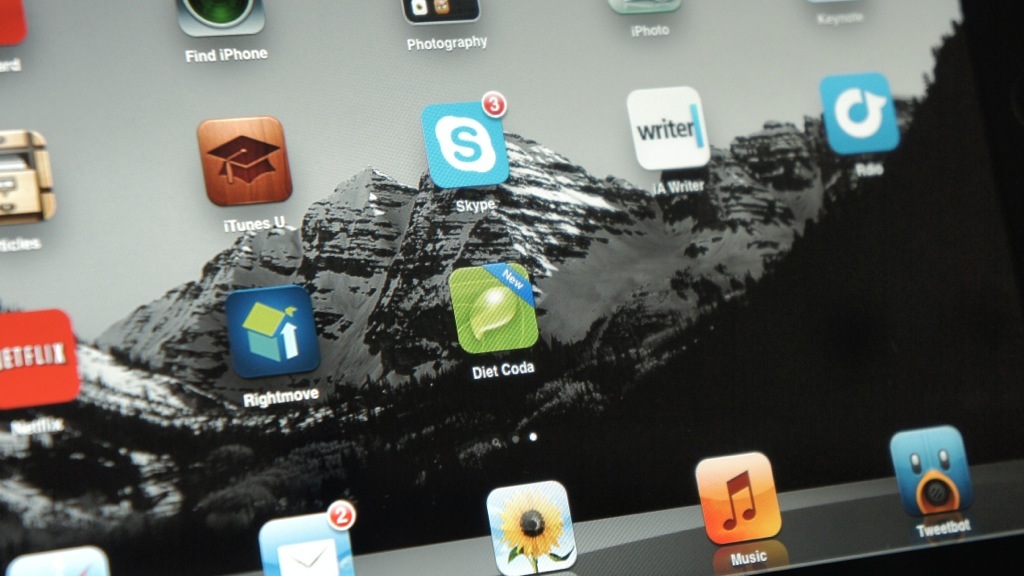 Find iPhone
Photography
iPhoto
Keynote
3
S
writer
iTunes U
Skype
iA Writer
Rdio
New
NETFLIX
Rightmove
Diet Coda
Netflix
2
Music
Tweetbot